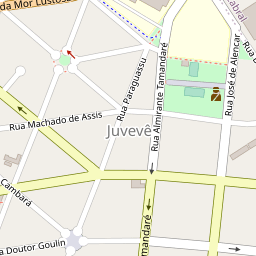 da Mor Lustos
Cabral
Rua José de Alencar
Rua Paraguassu
Rua Almirante Tamandaré
Rua Machado de Assis
Juvevê
Cambará
Tamandaré
a Doutor Goulin